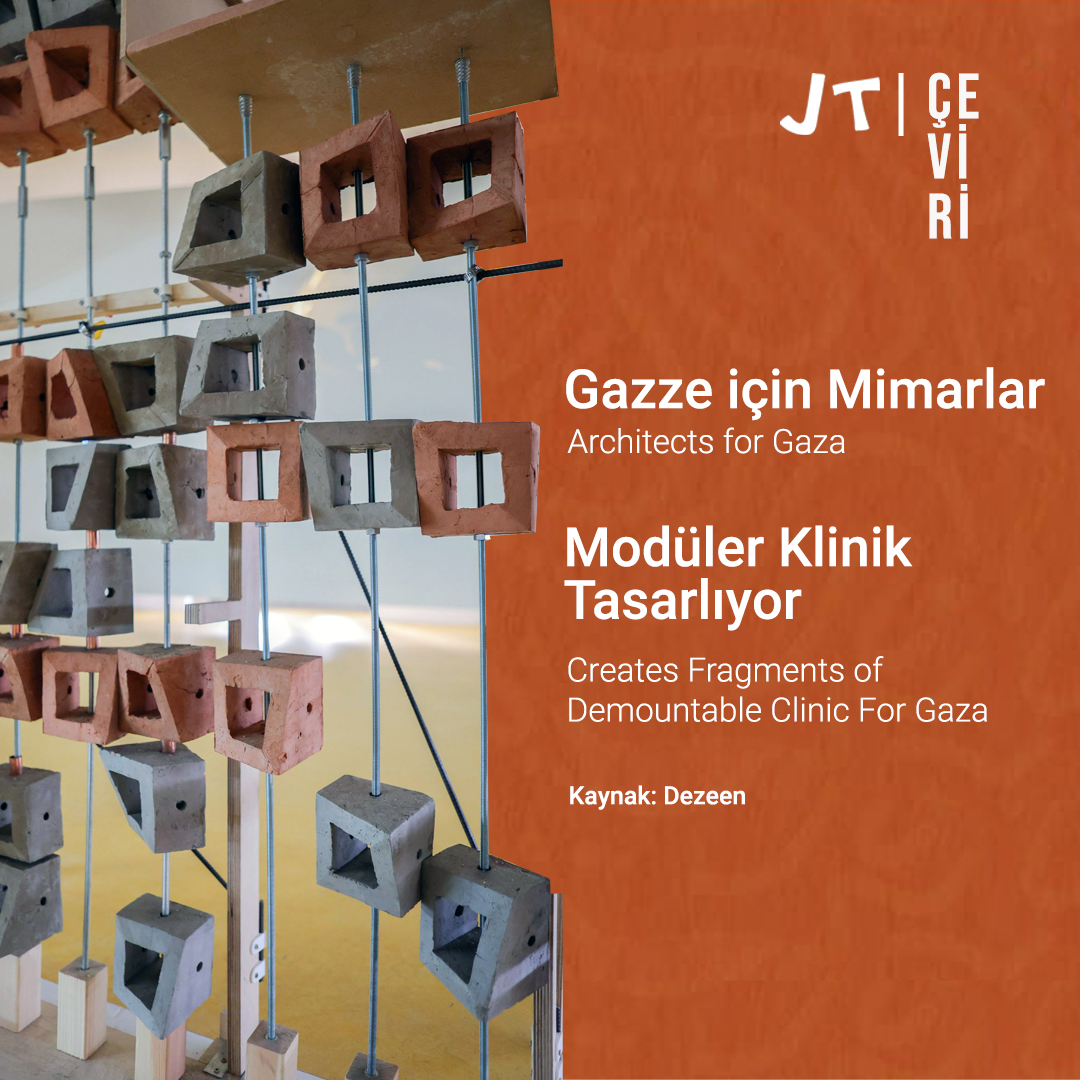 JT | ÇE
Vİ
Rİ
Gazze için Mimarlar
Architects for Gaza
Modüler Klinik
Tasarlıyor
Creates Fragments of
Demountable Clinic For Gaza
Kaynak: Dezeen